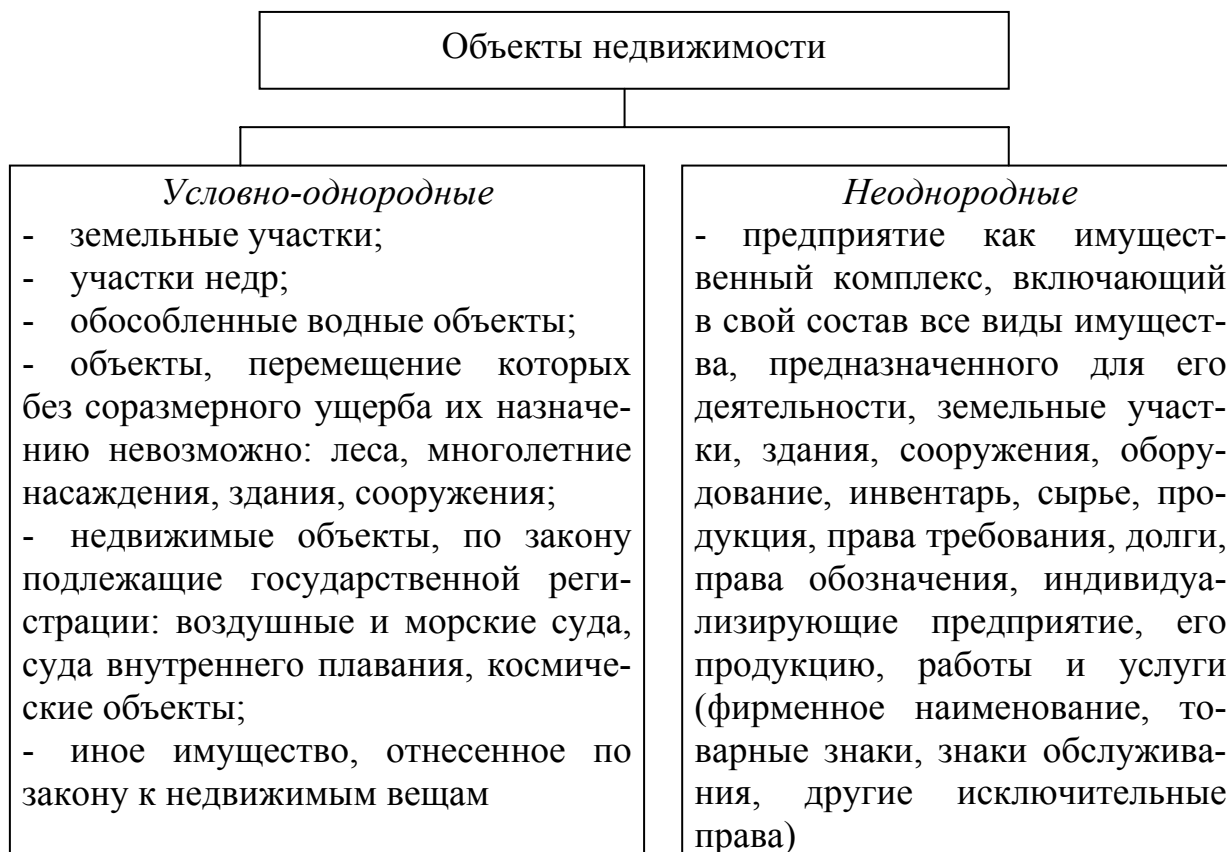 Объекты недвижимости
Условно-однородные
- земельные участки;
- участки недр;
- обособленные водные объекты;
- объекты, перемещение которых
без соразмерного ущерба их назначе-
нию невозможно: леса, многолетние
насаждения, здания, сооружения;
- недвижимые объекты, по закону
подлежащие государственной реги-
страции: воздушные и морские суда,
суда внутреннего плавания, космиче-
ские объекты;
- иное имущество, отнесенное по
закону к недвижимым вещам
Неоднородные
- предприятие как имущест-
венный комплекс, включающий
в свой состав все виды имущест-
ва, предназначенного для его
деятельности, земельные участ-
ки, здания, сооружения, обору-
дование, инвентарь, сырье, про-
дукция, права требования, долги,
права обозначения, индивиду-
ализирующие предприятие, его
продукцию, работы и услуги
(фирменное наименование, то-
варные знаки, знаки обслужива-
ния, другие исключительные
права)